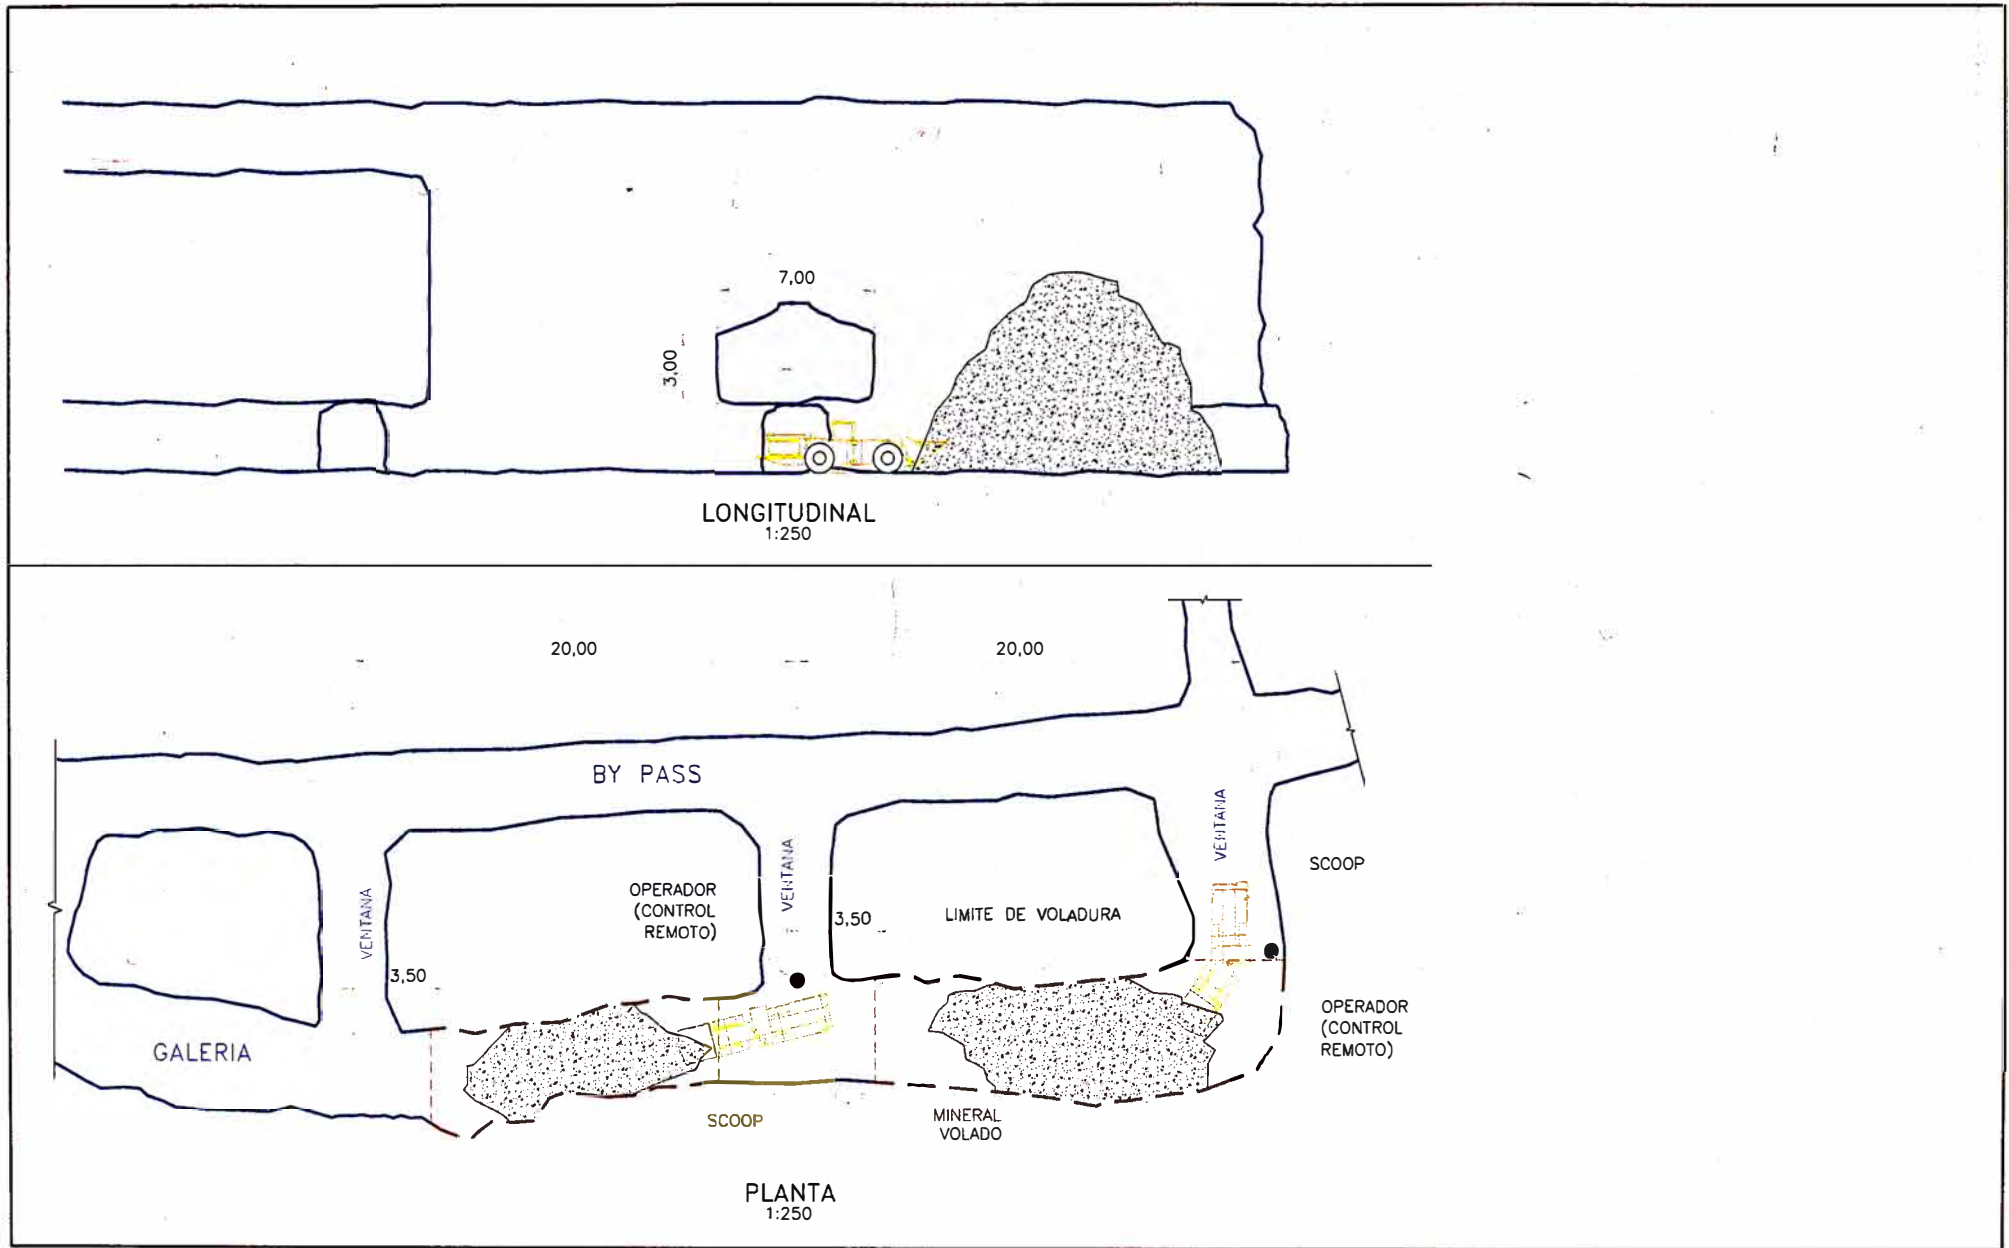 7,00
3,00
LONGITUDINAL
1:250
20,00
20,00
BY PASS
VENTANA
VENTANA
VENTANA
SCOOP
OPERADOR
(CONTROL
REMOTO)
3,50
LIMITE DE VOLADURA
3,50
OPERADOR
(CONTROL
REMOTO)
GALERIA
SCOOP
MINERAL
VOLADO
PLANTA
1:250